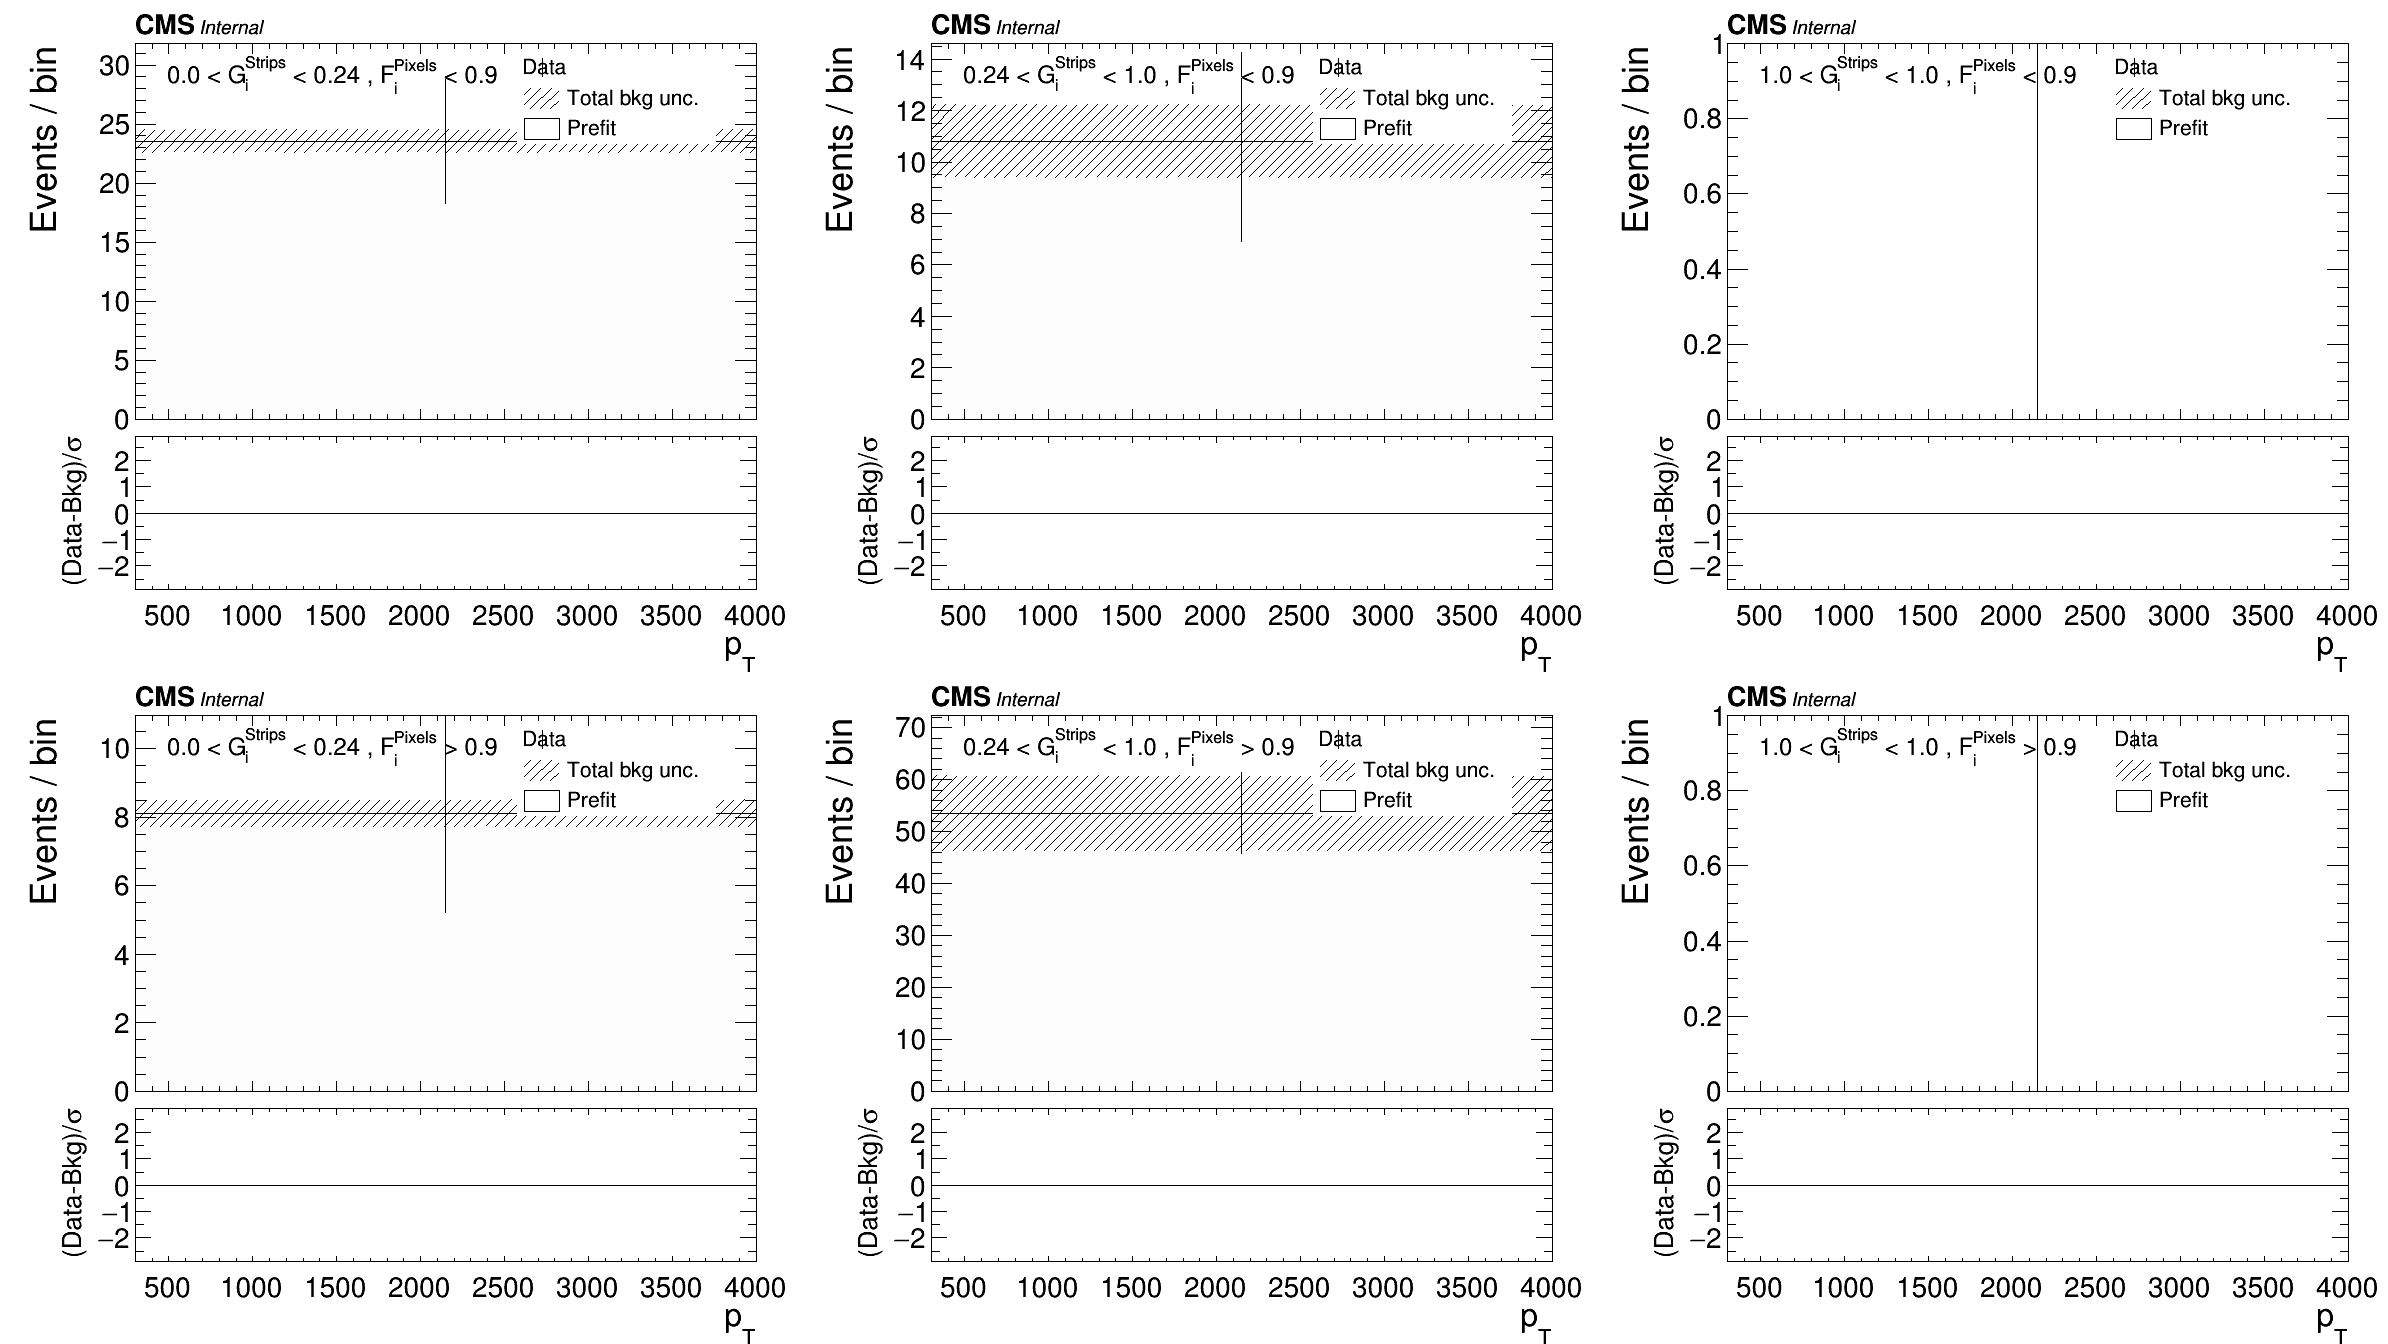 CMS Internal
Events / bin
30
25
20
15
10
5
0
0.0 < G_i^Strips < 0.24 , F_i^Pixels < 0.9
Data
Total bkg unc.
Prefit
(Data-Bkg)/σ
2
1
0
−1
−2
500 1000 1500 2000 2500 3000 3500 4000
p_T
CMS Internal
Events / bin
14
12
10
8
6
4
2
0
0.24 < G_i^Strips < 1.0 , F_i^Pixels < 0.9
Data
Total bkg unc.
Prefit
(Data-Bkg)/σ
2
1
0
−1
−2
500 1000 1500 2000 2500 3000 3500 4000
p_T
CMS Internal
Events / bin
1
0.8
0.6
0.4
0.2
0
1.0 < G_i^Strips < 1.0 , F_i^Pixels < 0.9
Data
Total bkg unc.
Prefit
(Data-Bkg)/σ
2
1
0
−1
−2
500 1000 1500 2000 2500 3000 3500 4000
p_T
CMS Internal
Events / bin
10
8
6
4
2
0
0.0 < G_i^Strips < 0.24 , F_i^Pixels > 0.9
Data
Total bkg unc.
Prefit
(Data-Bkg)/σ
2
1
0
−1
−2
500 1000 1500 2000 2500 3000 3500 4000
p_T
CMS Internal
Events / bin
70
60
50
40
30
20
10
0
0.24 < G_i^Strips < 1.0 , F_i^Pixels > 0.9
Data
Total bkg unc.
Prefit
(Data-Bkg)/σ
2
1
0
−1
−2
500 1000 1500 2000 2500 3000 3500 4000
p_T
CMS Internal
Events / bin
1
0.8
0.6
0.4
0.2
0
1.0 < G_i^Strips < 1.0 , F_i^Pixels > 0.9
Data
Total bkg unc.
Prefit
(Data-Bkg)/σ
2
1
0
−1
−2
500 1000 1500 2000 2500 3000 3500 4000
p_T